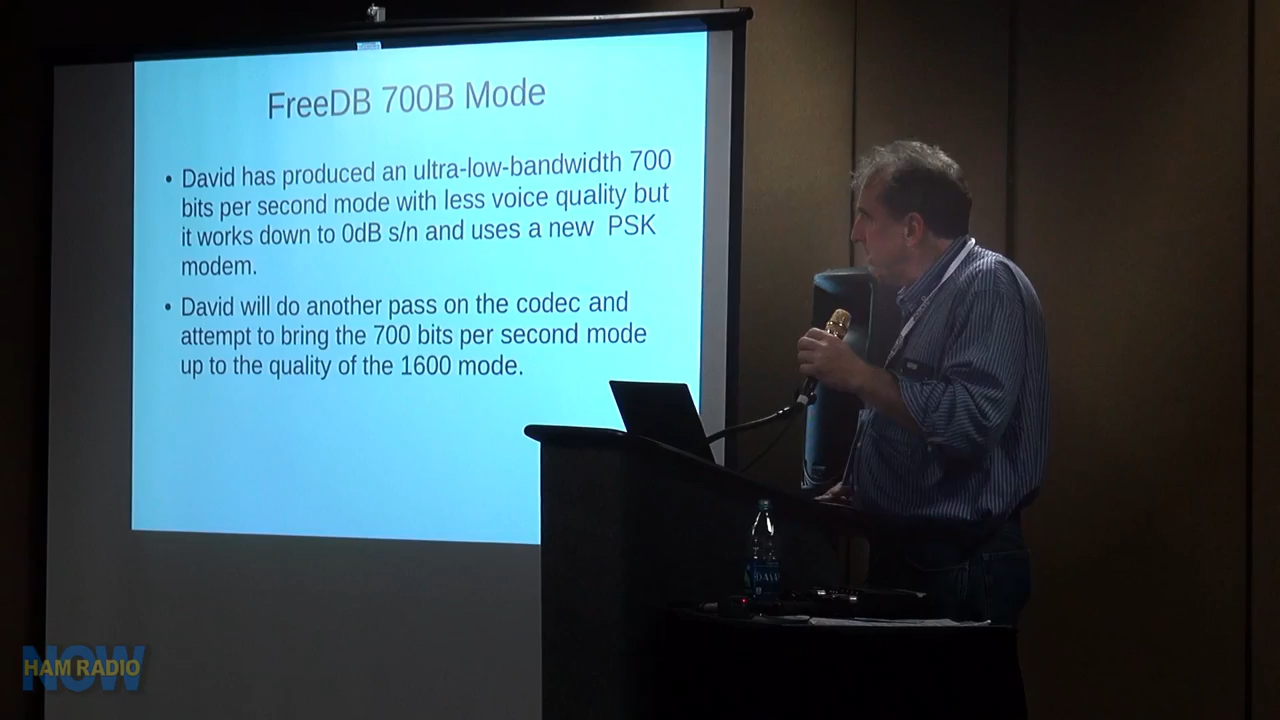 FreeDB 700B Mode
• David has produced an ultra-low-bandwidth 700
bits per second mode with less voice quality but
it works down to 0dB s/n and uses a new PSK
modem.
• David will do another pass on the codec and
attempt to bring the 700 bits per second mode
up to the quality of the 1600 mode.
HAM RADIO
NOW